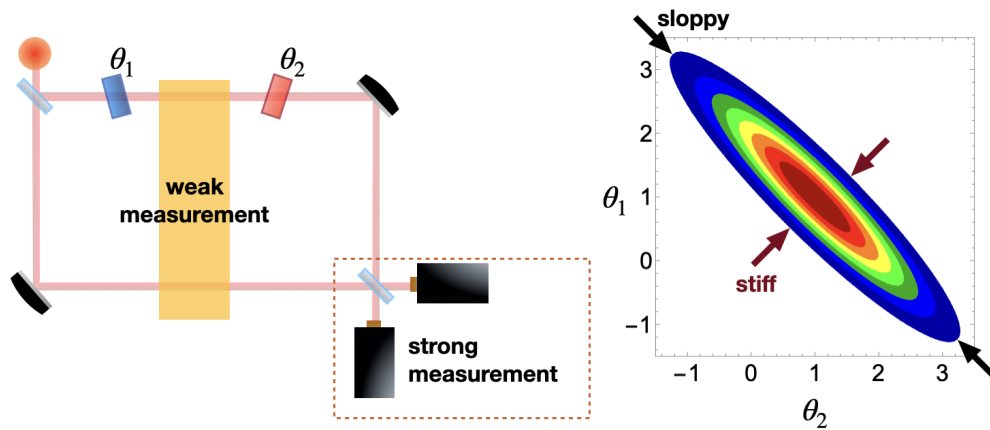 θ₁
θ₂
weak
measurement
strong
measurement
sloppy
stiff
3
2
1
0
−1
θ₁
−1
0
1
2
3
θ₂